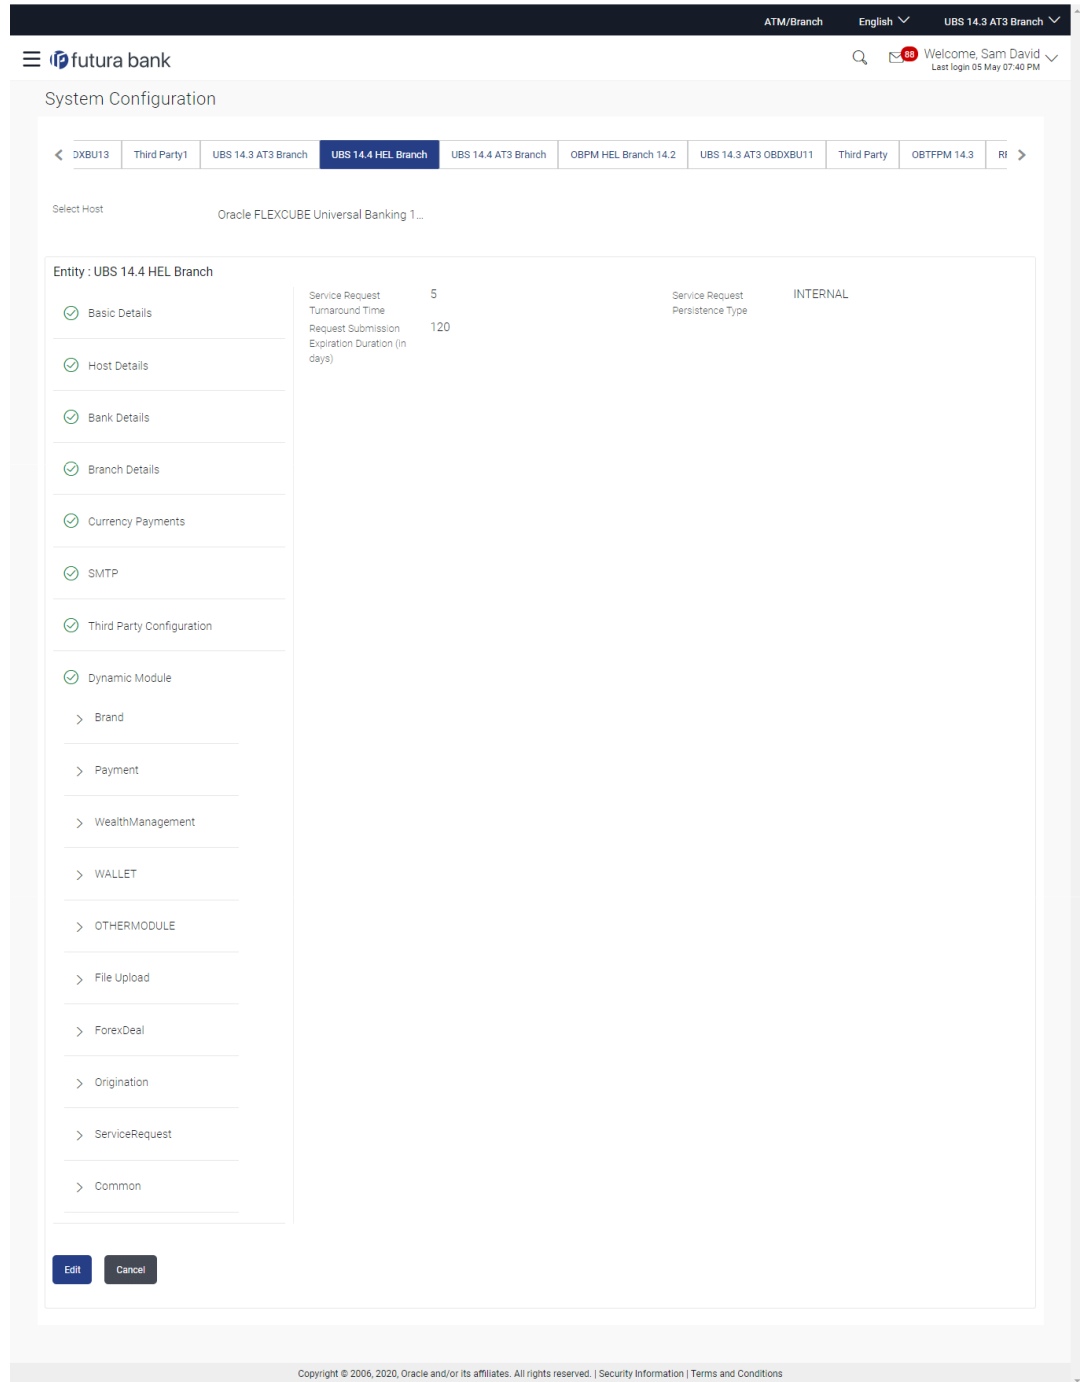 ATM/Branch English UBS 14.3 AT3 Branch
futura bank 88 Welcome, Sam David
Last login 05 May 07:40 PM
System Configuration
DXBU13 Third Party1 UBS 14.3 AT3 Branch UBS 14.4 HEL Branch UBS 14.4 AT3 Branch OBPM HEL Branch 14.2 UBS 14.3 AT3 OBDXBU11 Third Party OBTFPM 14.3
Select Host Oracle FLEXCUBE Universal Banking 1...
Entity : UBS 14.4 HEL Branch
Basic Details
Host Details
Bank Details
Branch Details
Currency Payments
SMTP
Third Party Configuration
Dynamic Module
Brand
Payment
WealthManagement
WALLET
OTHERMODULE
File Upload
ForexDeal
Origination
ServiceRequest
Common
Service Request 5
Turnaround Time
Service Request INTERNAL
Persistence Type
Request Submission 120
Expiration Duration (in
days)
Edit Cancel
Copyright © 2006, 2020, Oracle and/or its affiliates. All rights reserved. | Security Information | Terms and Conditions